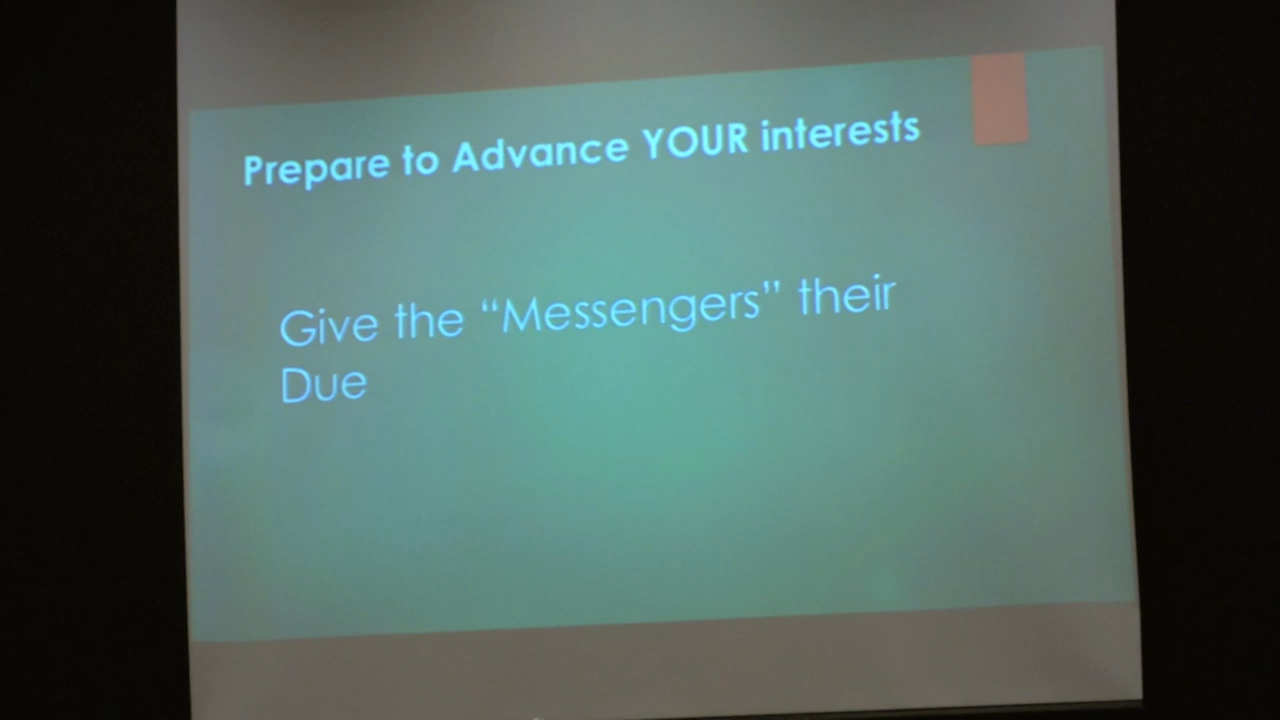 Prepare to Advance YOUR interests
Give the “Messengers” their
Due